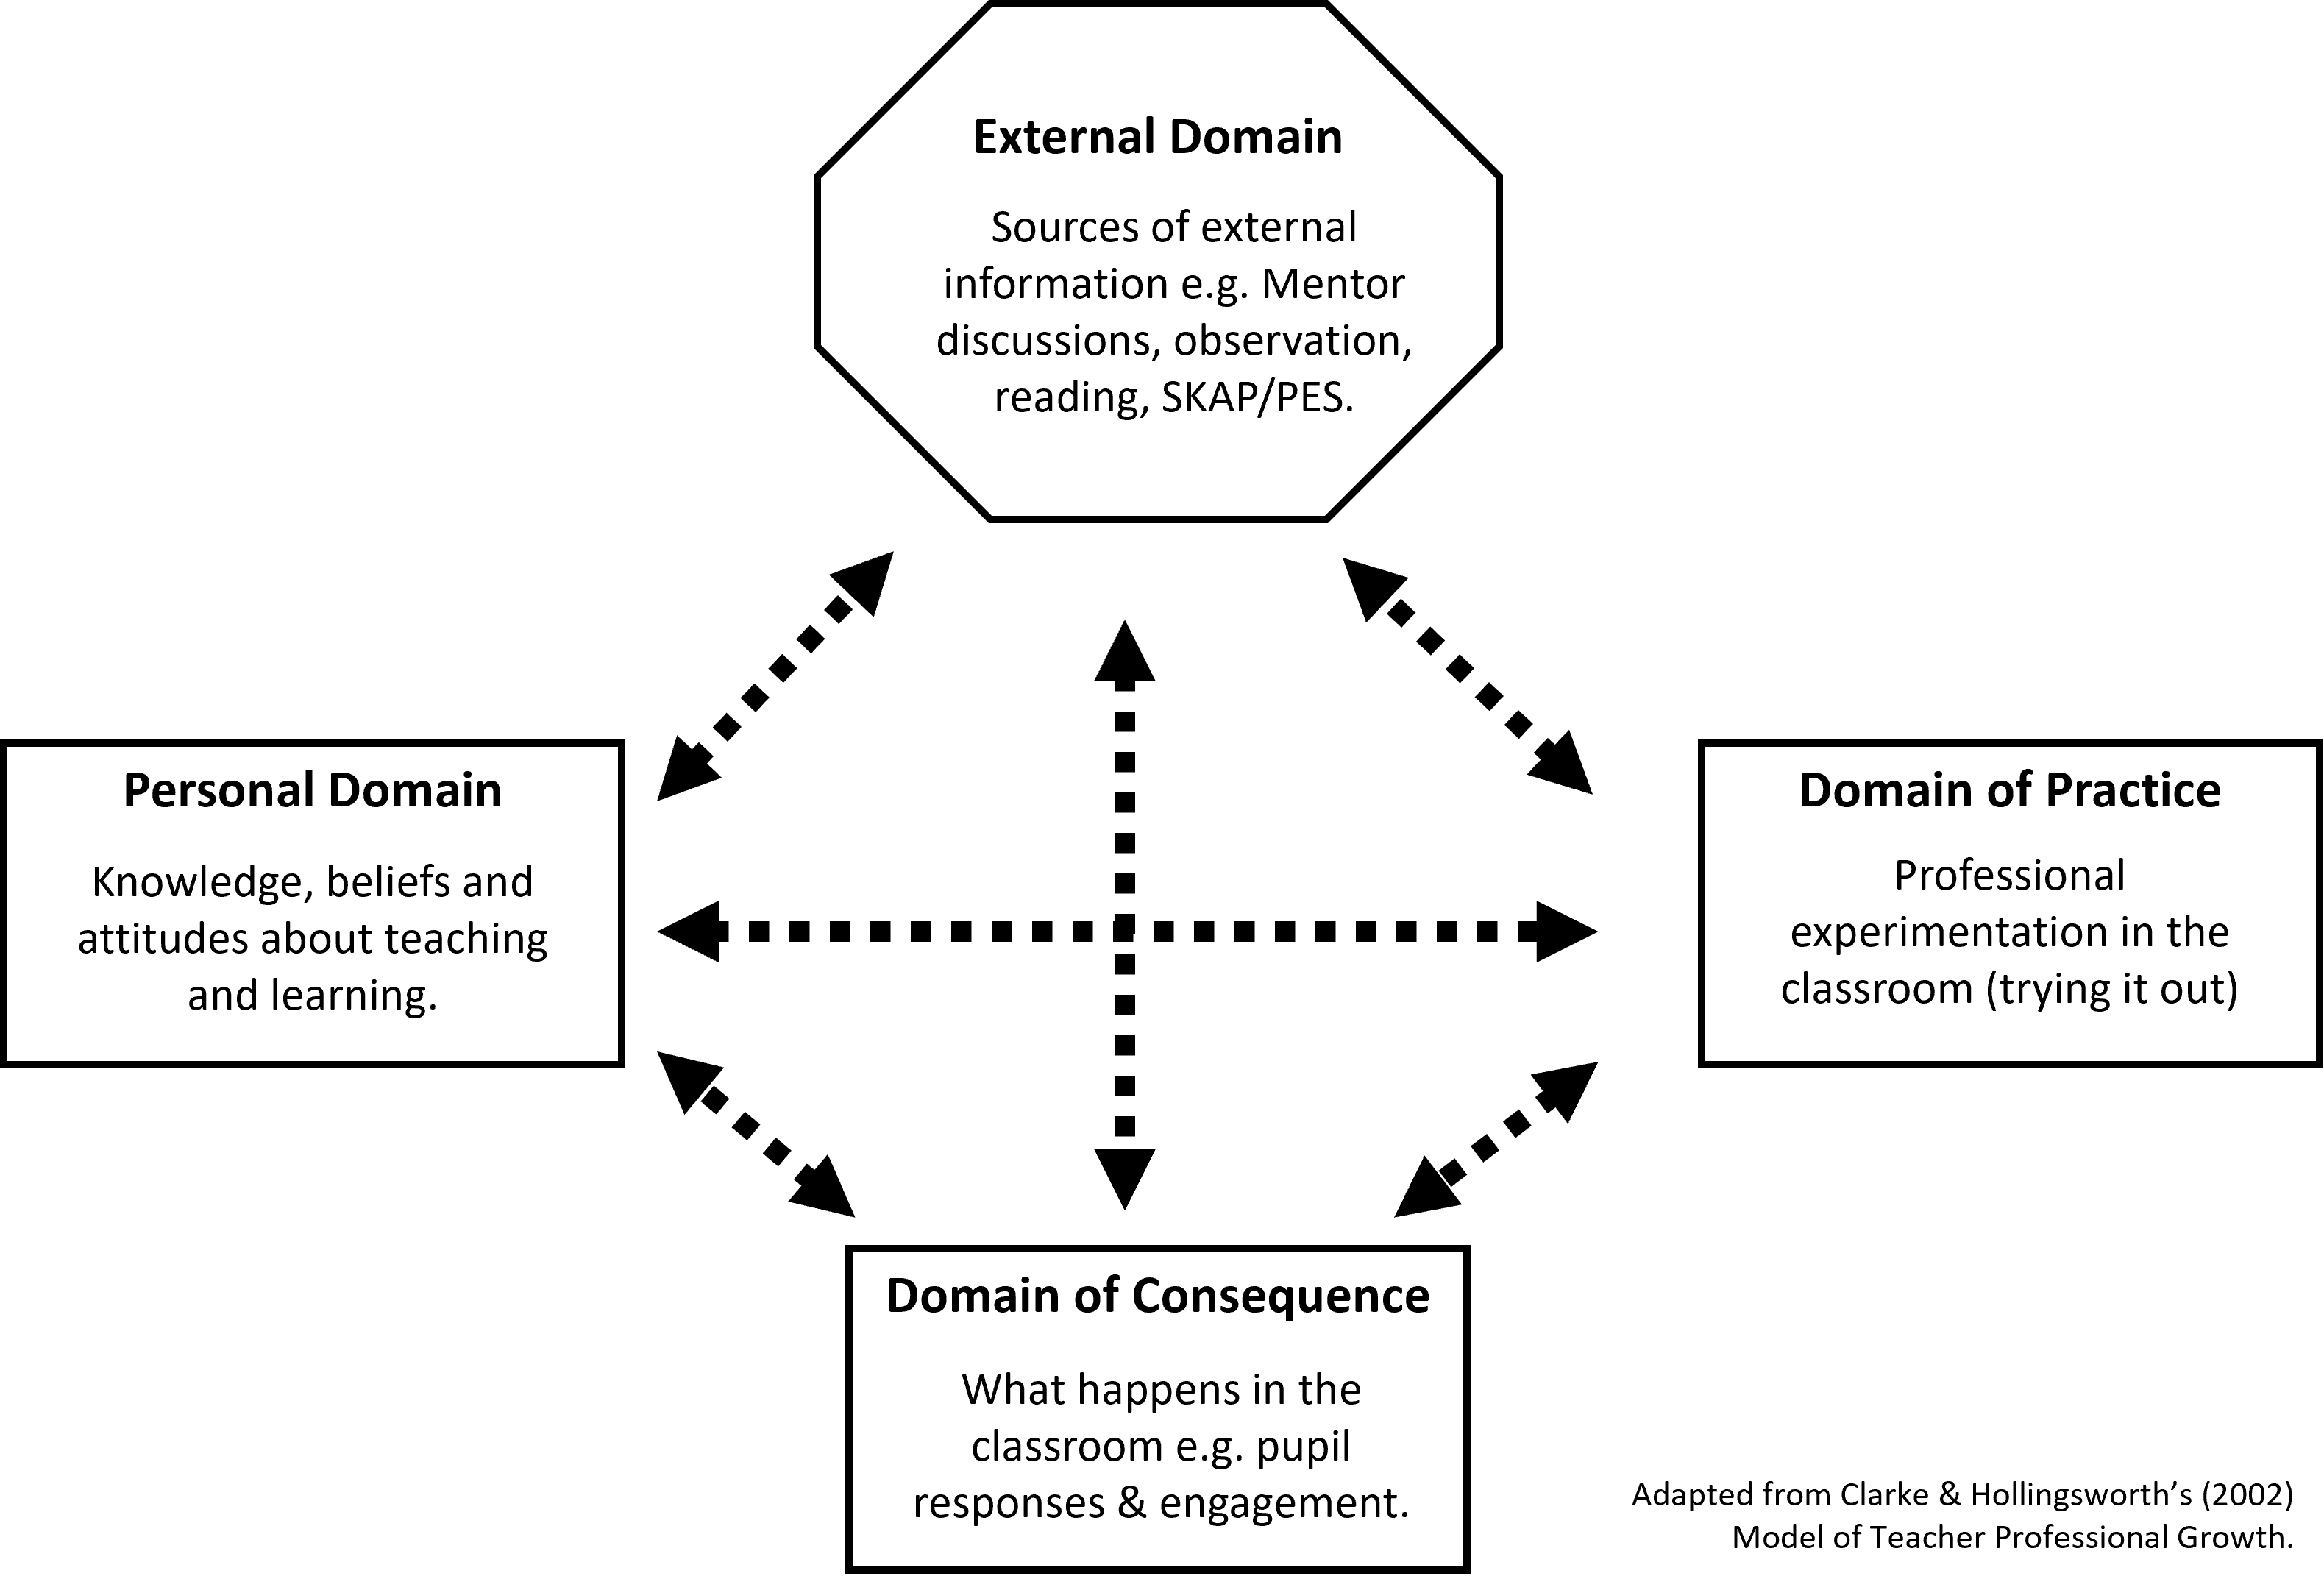 External Domain
Sources of external
information e.g. Mentor
discussions, observation,
reading, SKAP/PES.
Personal Domain
Knowledge, beliefs and
attitudes about teaching
and learning.
Domain of Practice
Professional
experimentation in the
classroom (trying it out)
Domain of Consequence
What happens in the
classroom e.g. pupil
responses & engagement.
Adapted from Clarke & Hollingsworth’s (2002)
Model of Teacher Professional Growth.